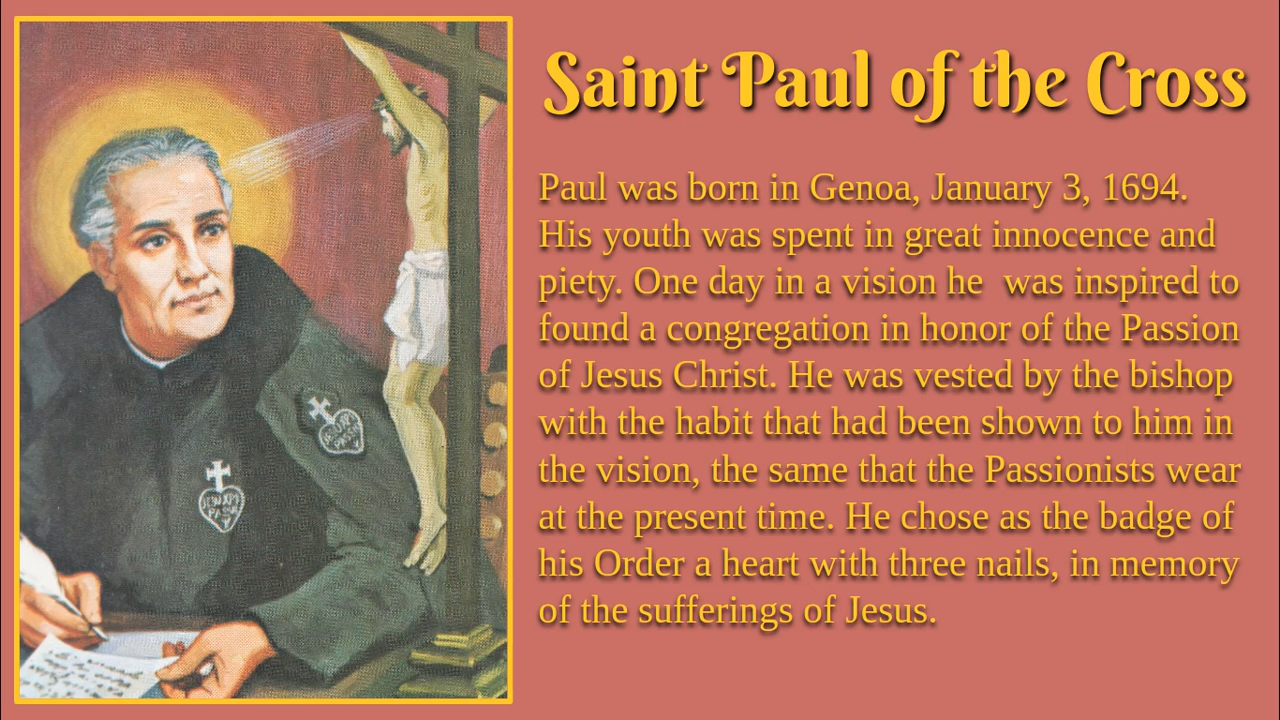 Saint Paul of the Cross
Paul was born in Genoa, January 3, 1694.
His youth was spent in great innocence and
piety. One day in a vision he  was inspired to
found a congregation in honor of the Passion
of Jesus Christ. He was vested by the bishop
with the habit that had been shown to him in
the vision, the same that the Passionists wear
at the present time. He chose as the badge of
his Order a heart with three nails, in memory
of the sufferings of Jesus.